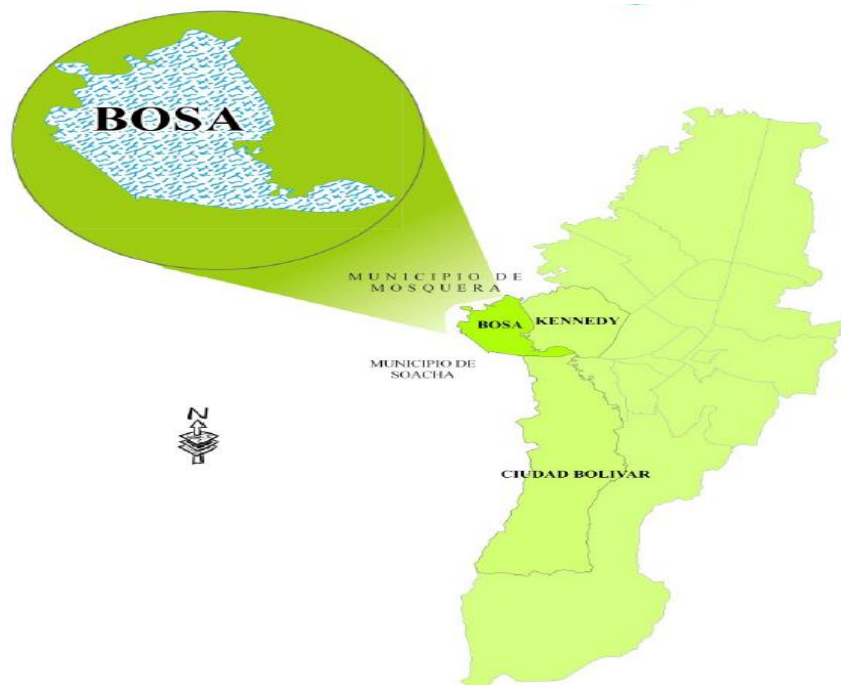 BOSA
MUNICIPIO DE
MOSQUERA
BOSA
KENNEDY
MUNICIPIO DE
SOACHA
N
CIUDAD BOLIVAR